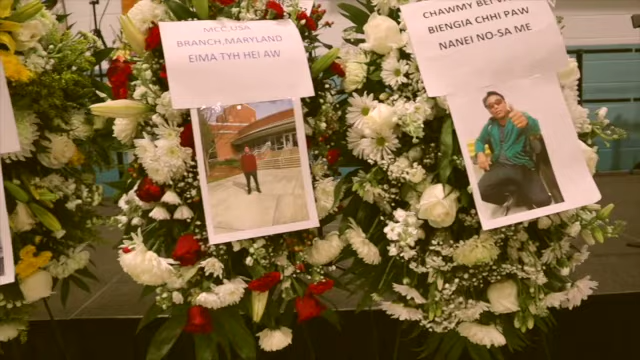 MCC, USA
BRANCH, MARYLAND
EIMA TYH HEI AW
CHAWMY BEI
BIENGIA CHHI PAW
NANEI NO-SA ME